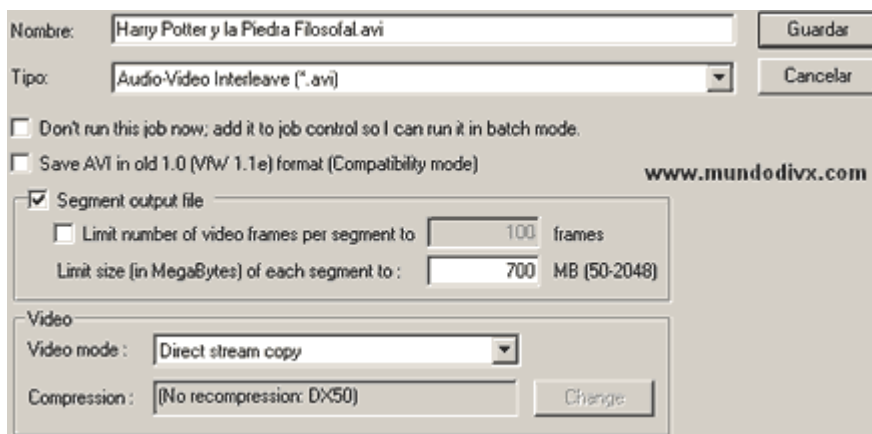 Nombre: Harry Potter y la Piedra Filosofal.avi Guardar
Tipo: Audio-Video Interleave (*.avi) Cancelar
Don't run this job now; add it to job control so I can run it in batch mode.
Save AVI in old 1.0 (VfW 1.1e) format (Compatibility mode)
www.mundodivx.com
Segment output file
Limit number of video frames per segment to 100 frames
Limit size (in MegaBytes) of each segment to : 700 MB (50-2048)
Video
Video mode : Direct stream copy
Compression : (No recompression: DX50) Change